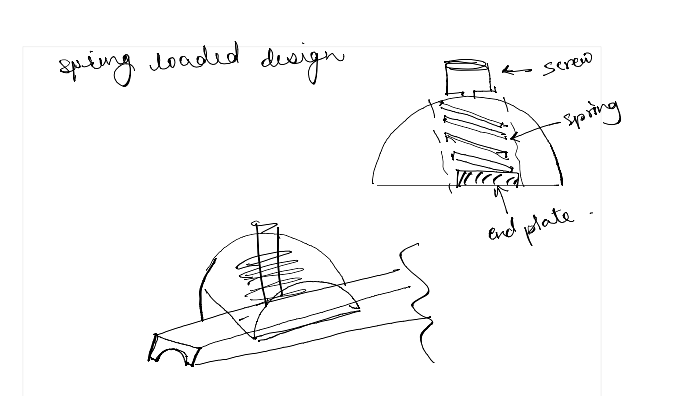 spring loaded design
screw
spring
end plate.